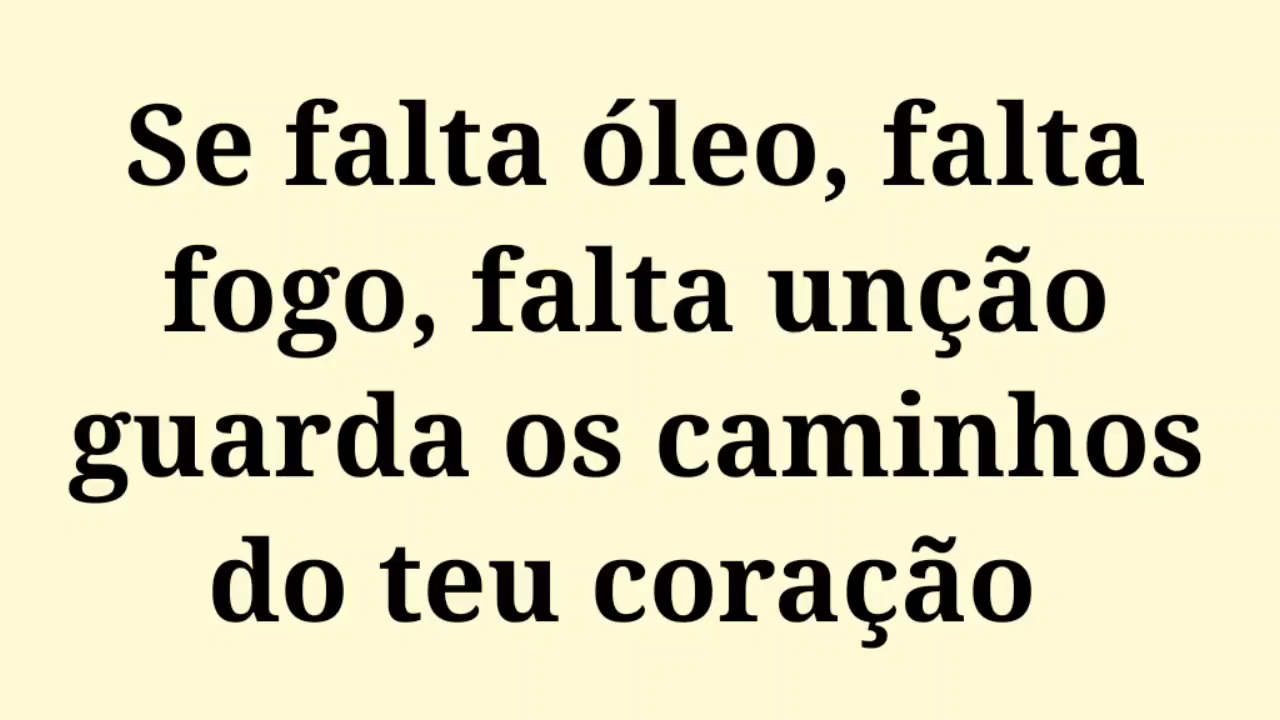 Se falta óleo, falta
fogo, falta unção
guarda os caminhos
do teu coração